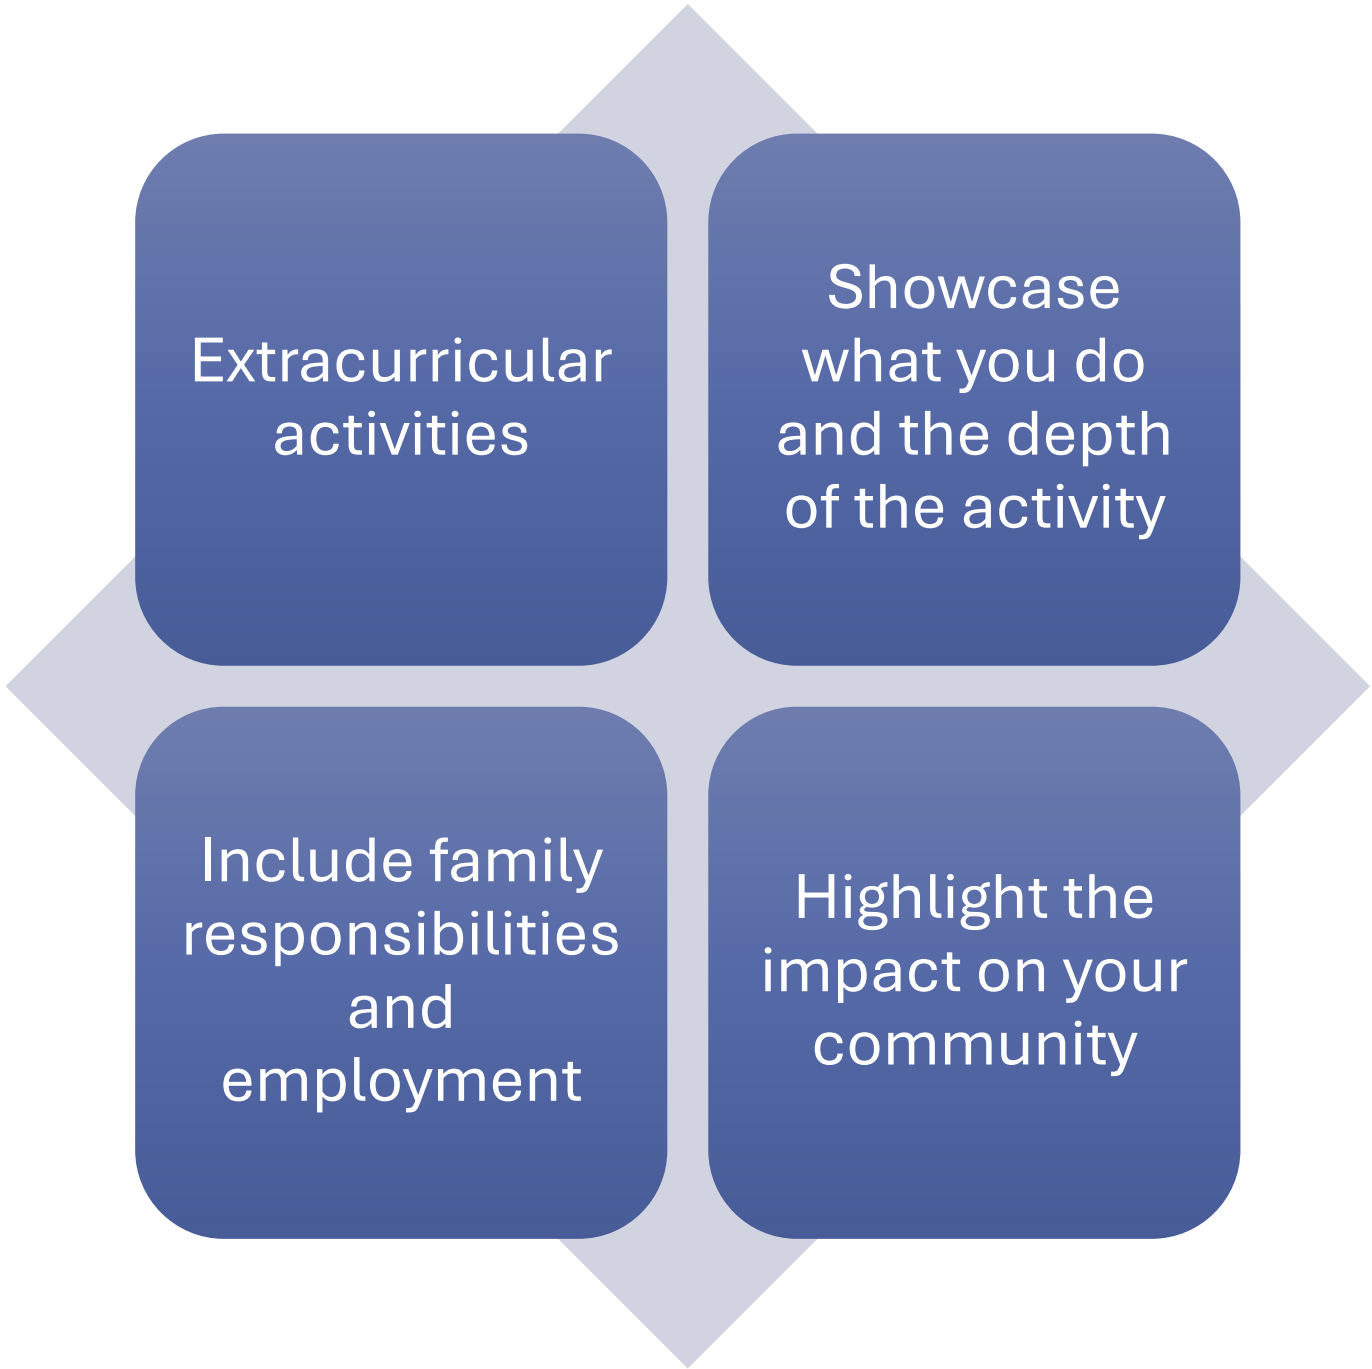 Extracurricular
activities
Showcase
what you do
and the depth
of the activity
Include family
responsibilities
and
employment
Highlight the
impact on your
community